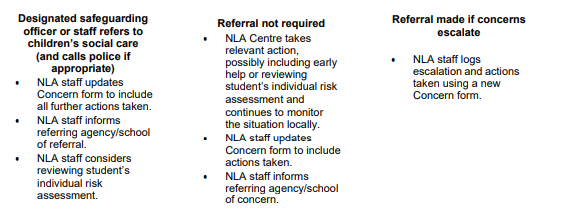 Designated safeguarding
officer or staff refers to
children's social care
(and calls police if
appropriate)
• NLA staff updates
Concern form to include
all further actions taken.
• NLA staff informs
referring agency/school
of referral.
• NLA staff considers
reviewing student's
individual risk
assessment.
Referral not required
• NLA Centre takes
relevant action,
possibly including early
help or reviewing
student's individual risk
assessment and
continues to monitor
the situation locally.
• NLA staff updates
Concern form to include
actions taken.
• NLA staff informs
referring agency/school
of concern.
Referral made if concerns
escalate
• NLA staff logs
escalation and actions
taken using a new
Concern form.